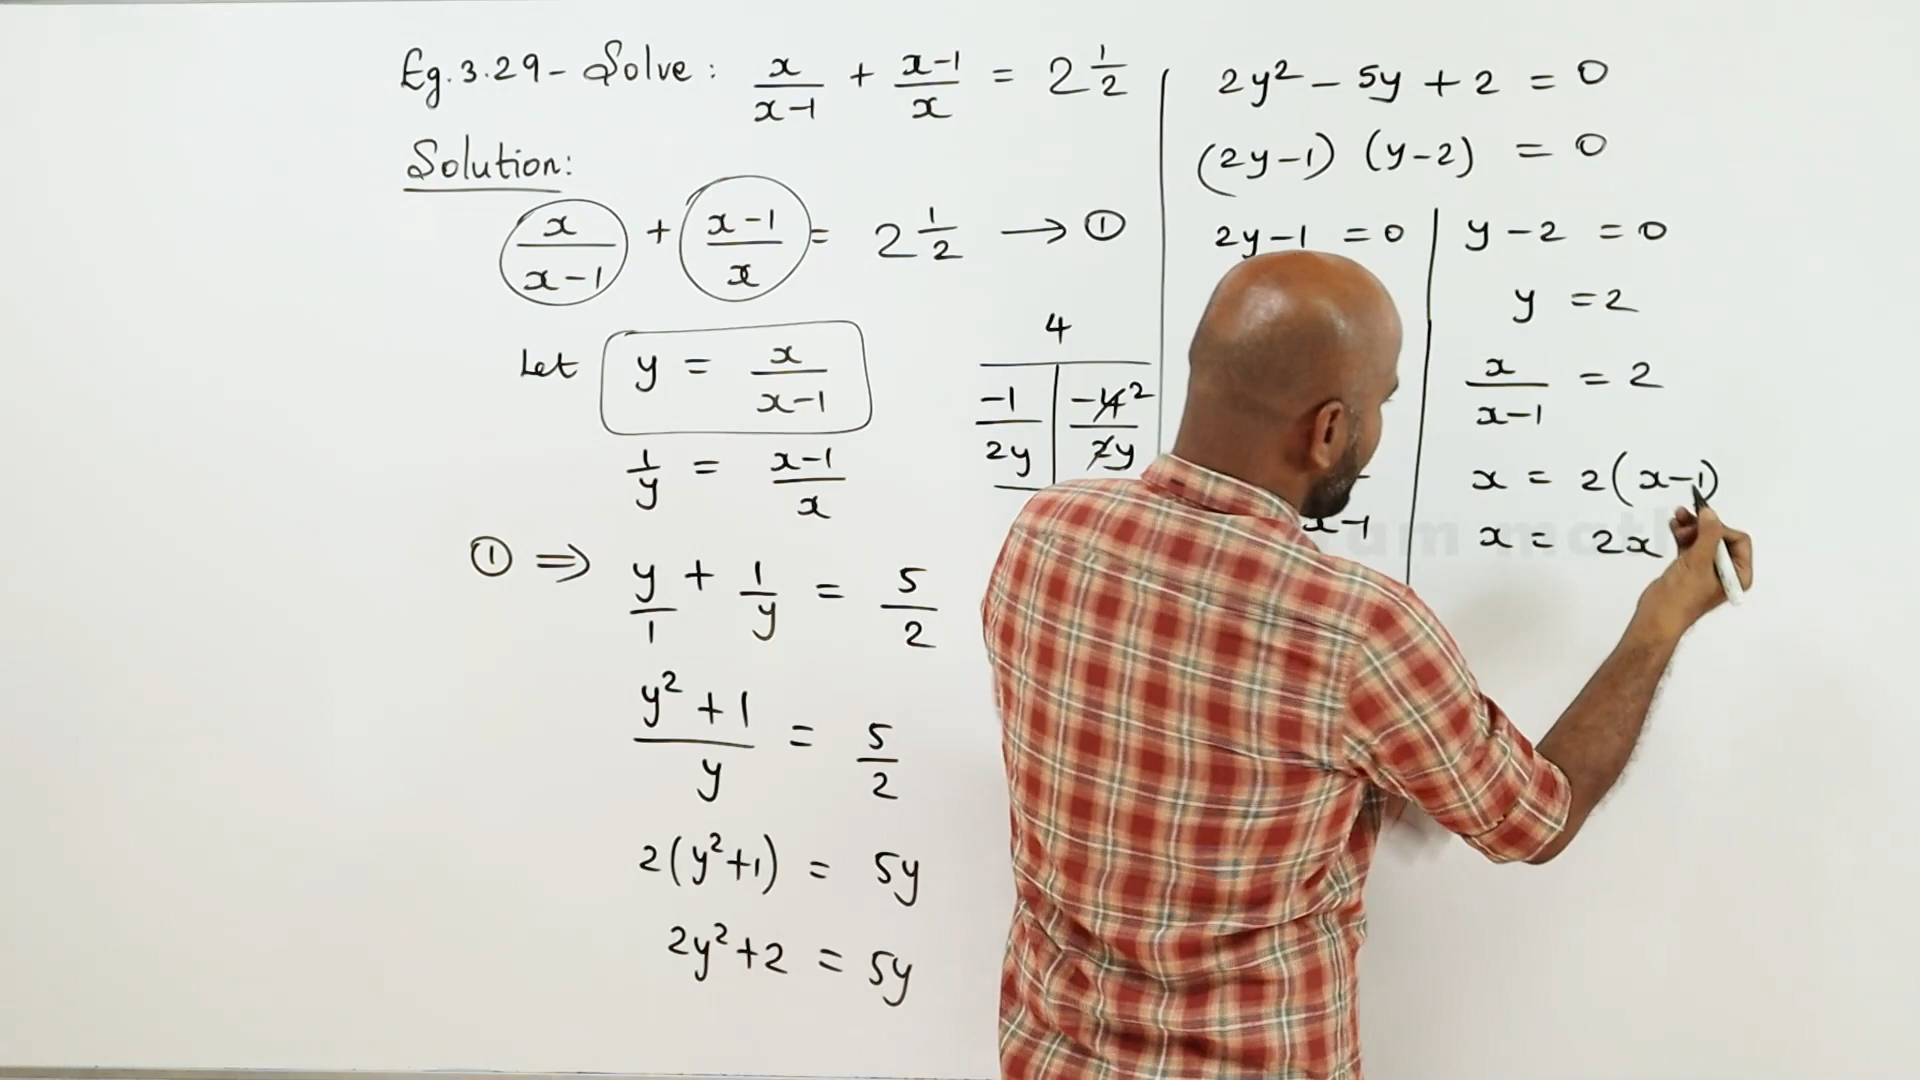 Eg.3.29- Solve: x/(x-1) + (x-1)/x = 2 1/2
Solution:
x/(x-1) + (x-1)/x = 2 1/2 → ①
Let y = x/(x-1)
1/y = (x-1)/x
① ⇒ y/1 + 1/y = 5/2
(y²+1)/y = 5/2
2(y²+1) = 5y
2y²+2 = 5y
4
-1/2y | -4 2/2y
2y² - 5y + 2 = 0
(2y-1) (y-2) = 0
2y-1 = 0
x-1
y-2 = 0
y = 2
x/(x-1) = 2
x = 2(x-1)
x = 2x